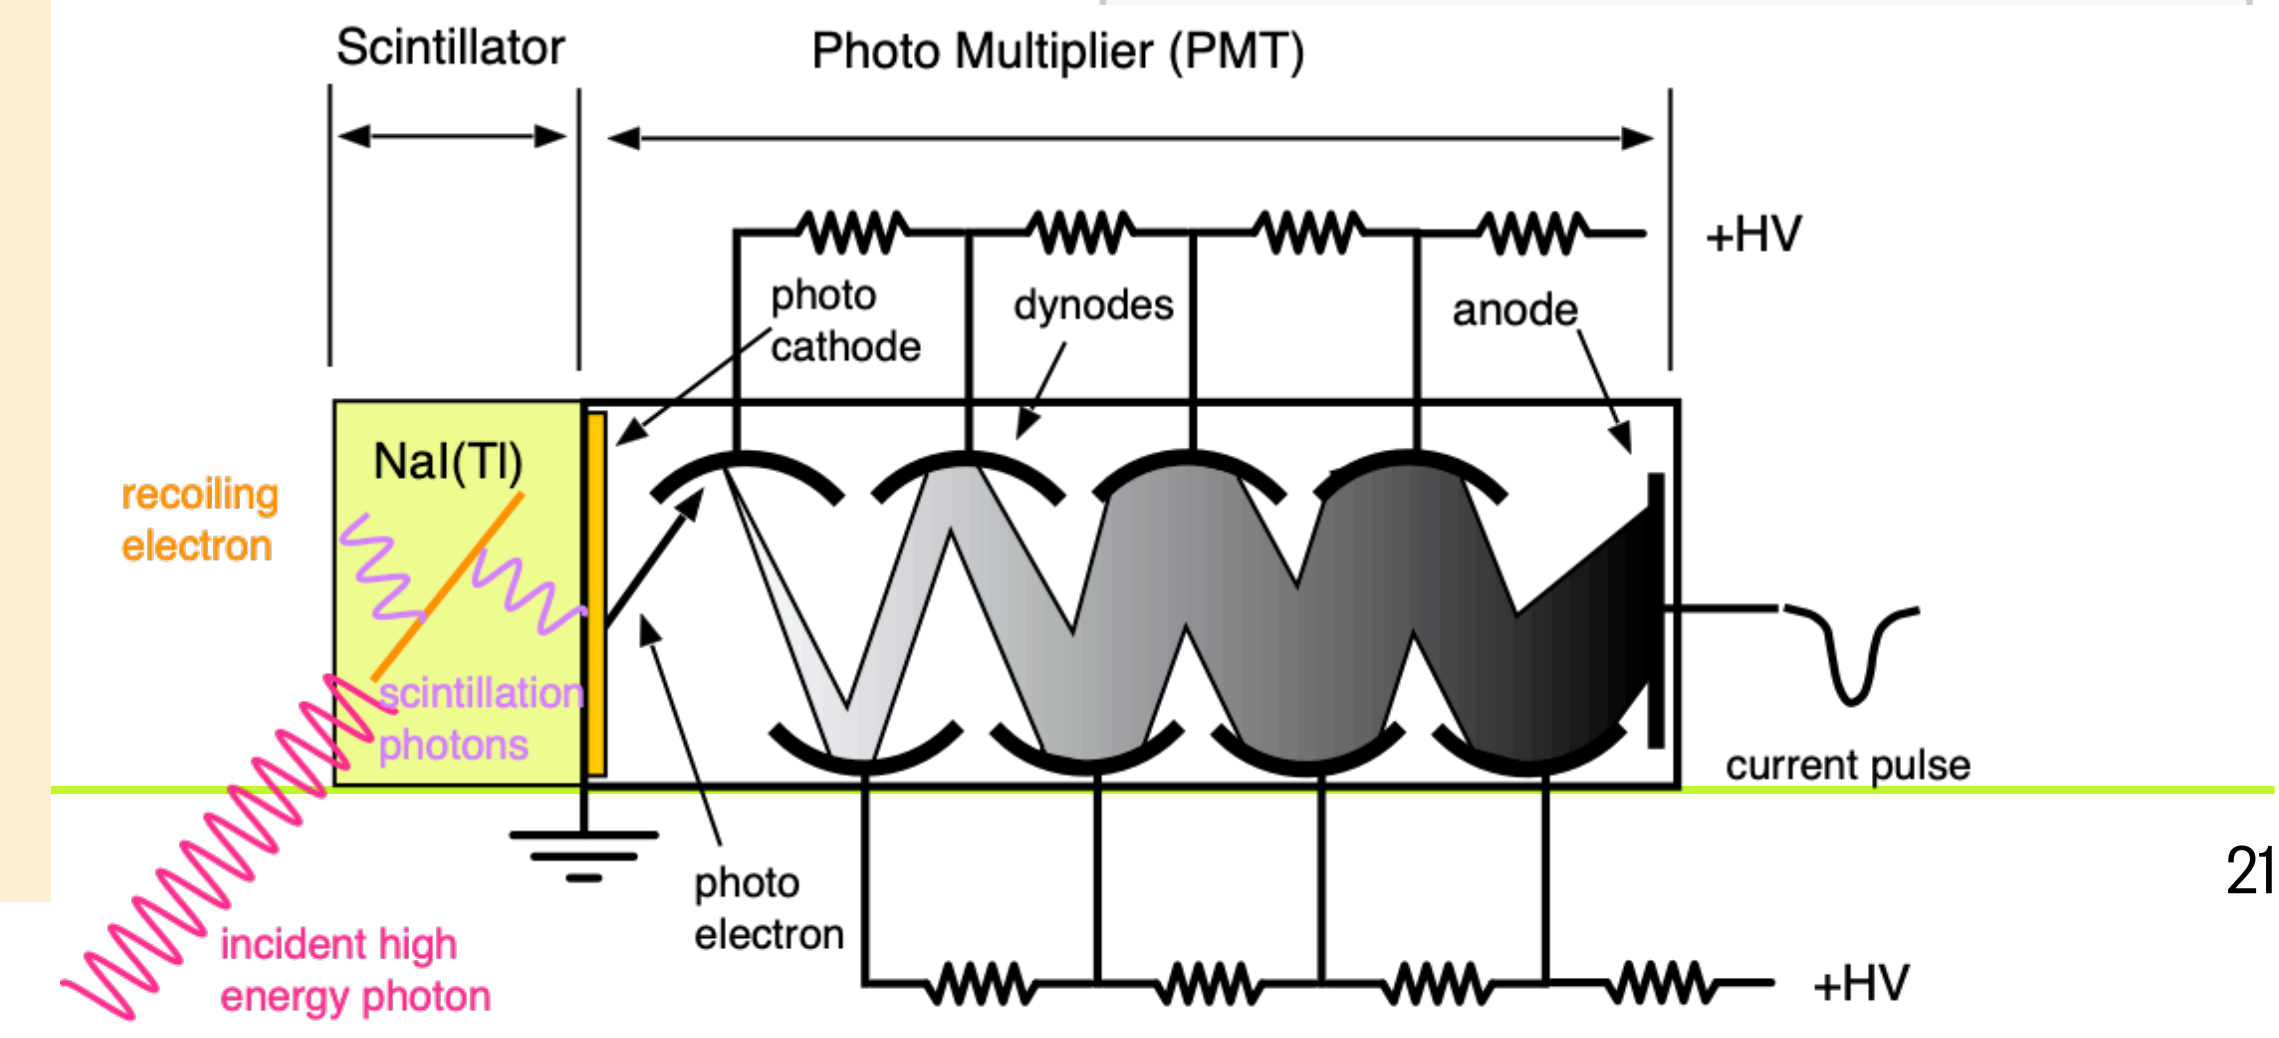 Scintillator
Photo Multiplier (PMT)
+HV
photo
cathode
dynodes
anode
NaI(Tl)
recoiling
electron
scintillation
photons
current pulse
photo
electron
21
incident high
energy photon
+HV